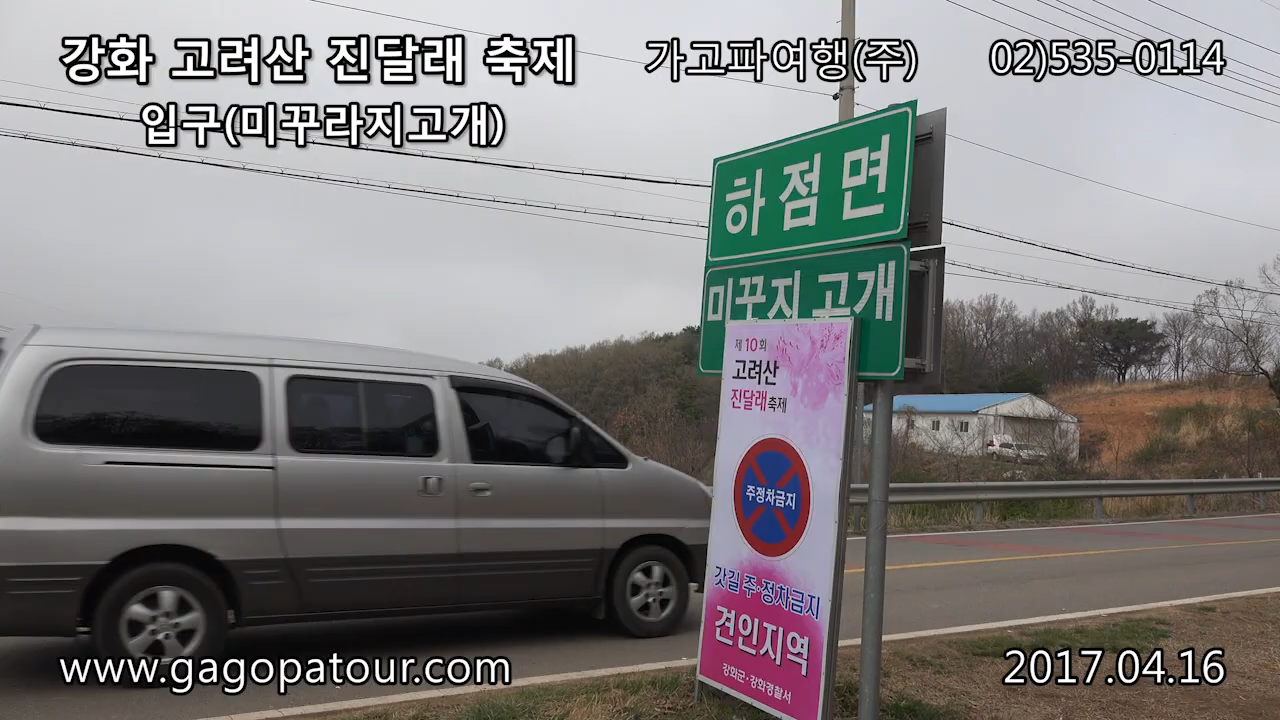 강화 고려산 진달래 축제 가고파여행(주) 02)535-0114
입구(미꾸라지고개)
하점면
미꾸지 고개
제10회
고려산
진달래축제
주정차금지
갓길 주·정차금지
견인지역
강화군·강화경찰서
www.gagopatour.com 2017.04.16